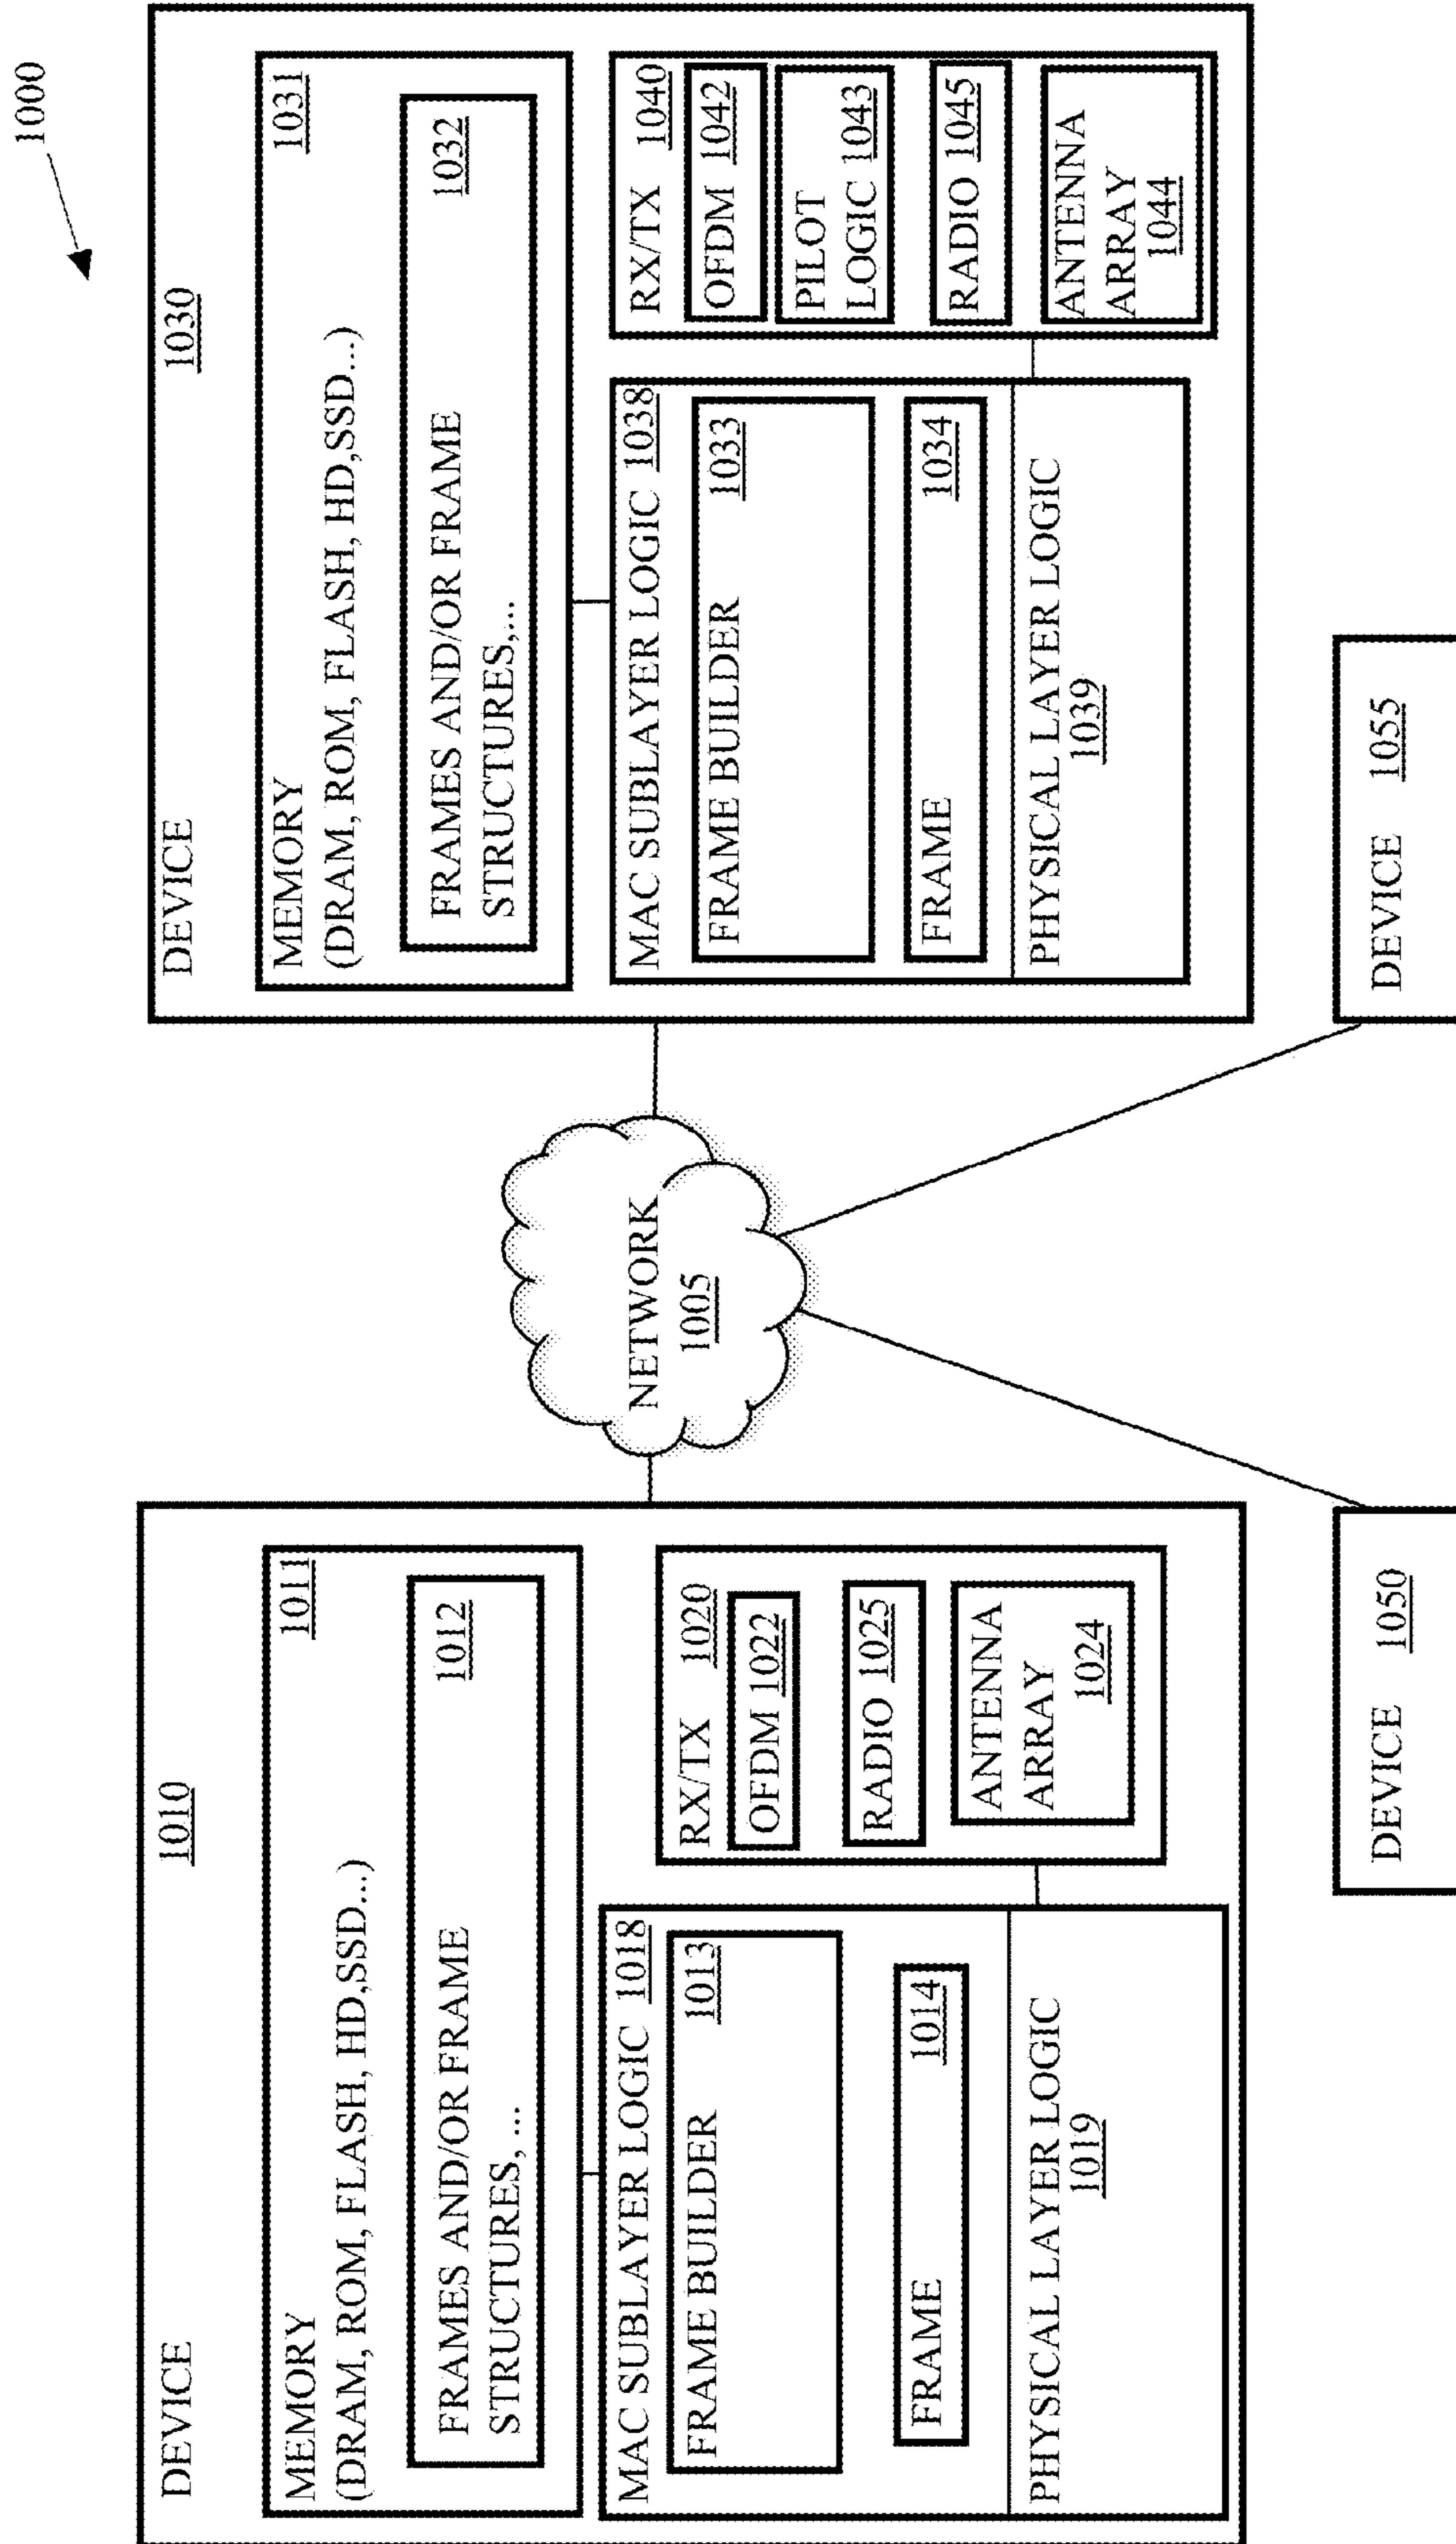 1000
DEVICE 1010
MEMORY 1011
(DRAM, ROM, FLASH, HD,SSD...)
FRAMES AND/OR FRAME 1012
STRUCTURES, ...
MAC SUBLAYER LOGIC 1018
FRAME BUILDER 1013
FRAME 1014
PHYSICAL LAYER LOGIC
1019
RX/TX 1020
OFDM 1022
RADIO 1025
ANTENNA
ARRAY
1024
NETWORK
1005
DEVICE 1030
MEMORY 1031
(DRAM, ROM, FLASH, HD,SSD...)
FRAMES AND/OR FRAME 1032
STRUCTURES,...
MAC SUBLAYER LOGIC 1038
FRAME BUILDER 1033
FRAME 1034
PHYSICAL LAYER LOGIC
1039
RX/TX 1040
OFDM 1042
PILOT
LOGIC 1043
RADIO 1045
ANTENNA
ARRAY
1044
DEVICE 1050
DEVICE 1055